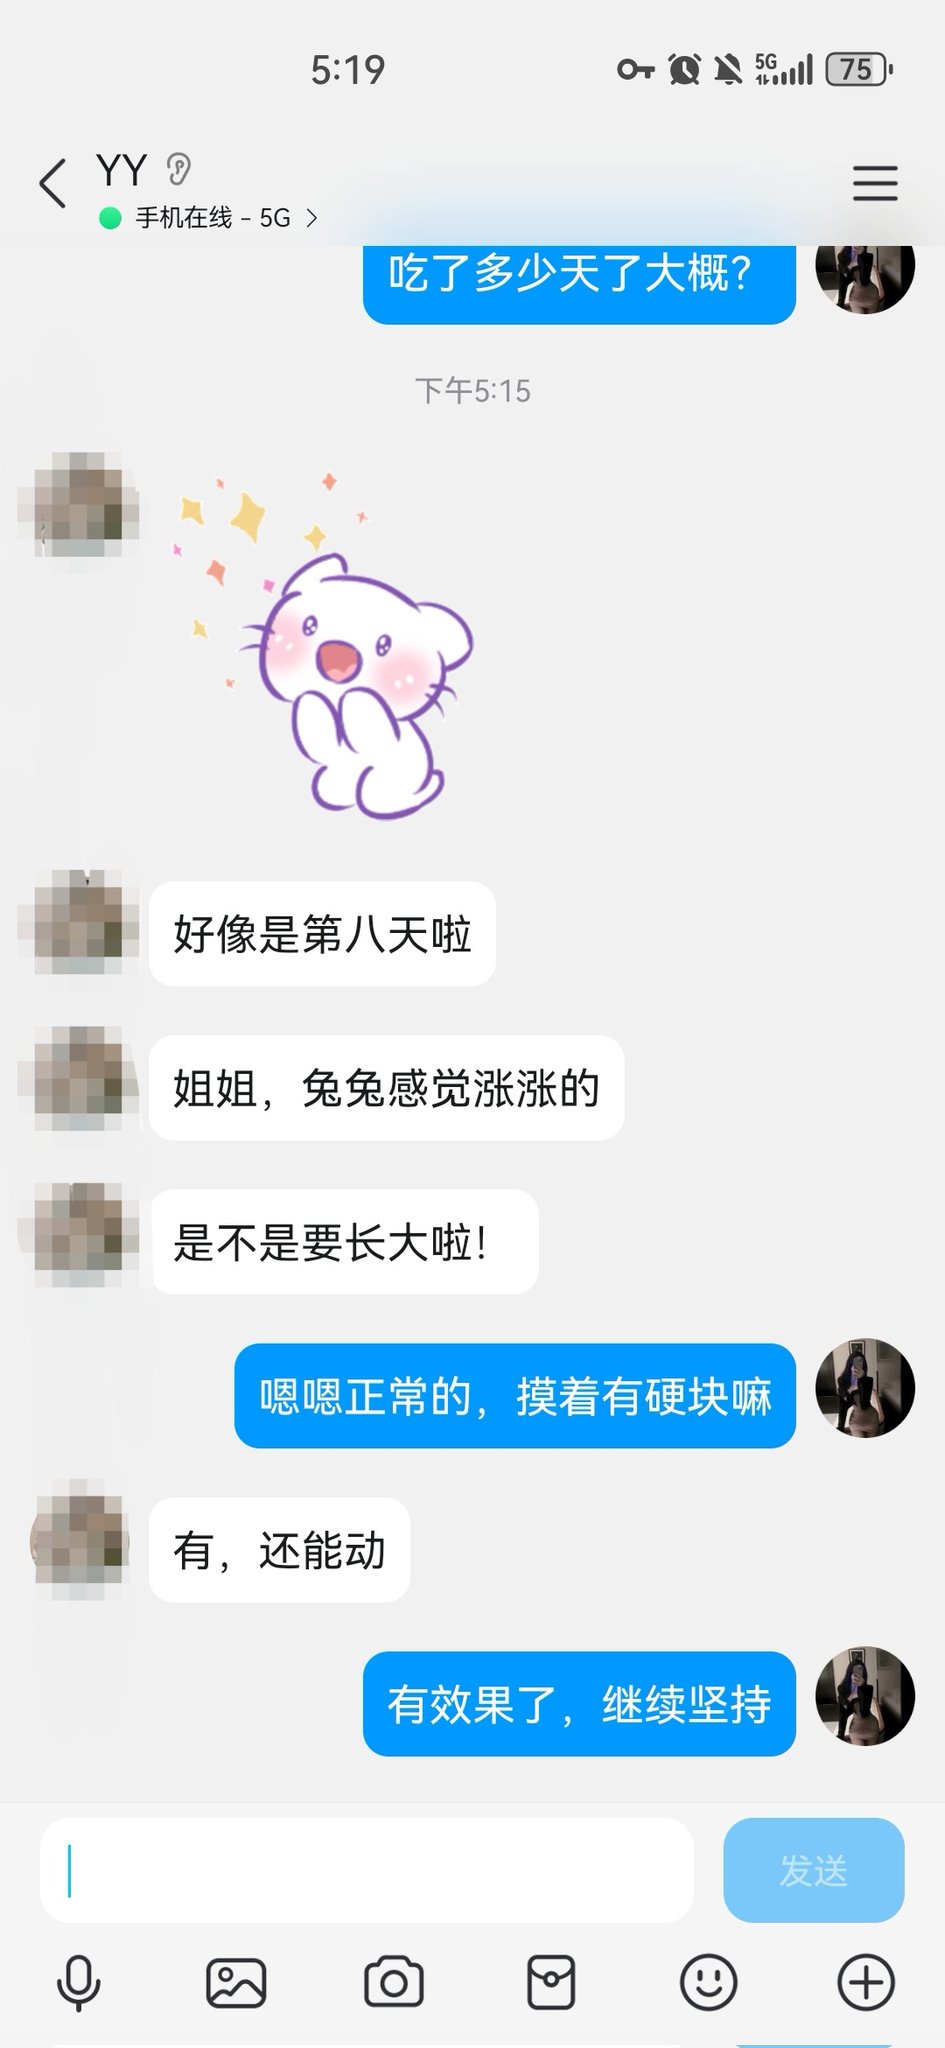 5:19
5G
75
YY
手机在线 - 5G
吃了多少天了大概？
下午5:15
好像是第八天啦
姐姐，兔兔感觉涨涨的
是不是要长大啦！
嗯嗯正常的，摸着有硬块嘛
有，还能动
有效果了，继续坚持
发送